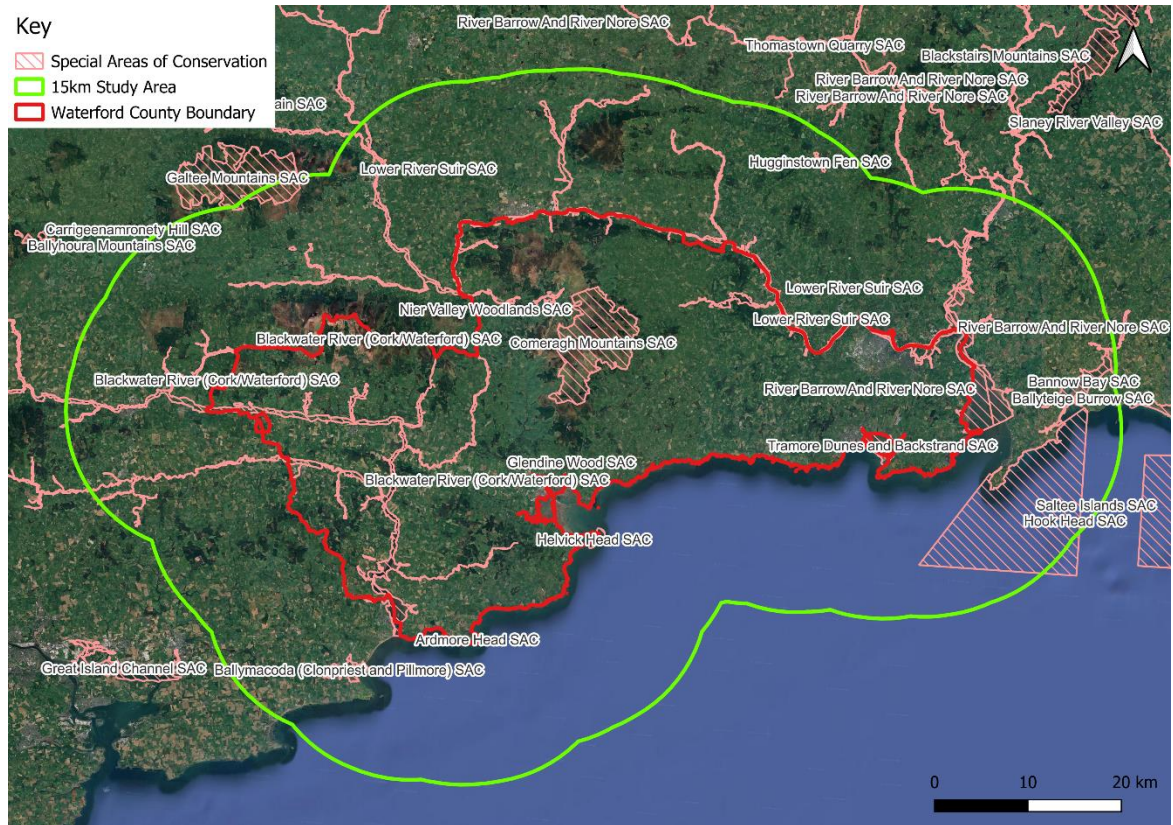 Key
Special Areas of Conservation
15km Study Area
Waterford County Boundary
River Barrow And River Nore SAC
Thomastown Quarry SAC
Blackstairs Mountains SAC
River Barrow And River Nore SAC
River Barrow And River Nore SAC
ain SAC
Slaney River Valley SAC
Hugginstown Fen SAC
Lower River Suir SAC
Galtee Mountains SAC
Carrigeenamronety Hill SAC
Ballyhoura Mountains SAC
Lower River Suir SAC
Nier Valley Woodlands SAC
Lower River Suir SAC
River Barrow And River Nore SAC
Blackwater River (Cork/Waterford) SAC
Comeragh Mountains SAC
Blackwater River (Cork/Waterford) SAC
Bannow Bay SAC
River Barrow And River Nore SAC
Ballyteige Burrow SAC
Tramore Dunes and Backstrand SAC
Glendine Wood SAC
Blackwater River (Cork/Waterford) SAC
Saltee Islands SAC
Hook Head SAC
Helvick Head SAC
Ardmore Head SAC
Great Island Channel SAC
Ballymacoda (Clonpriest and Pillmore) SAC
0 10 20 km